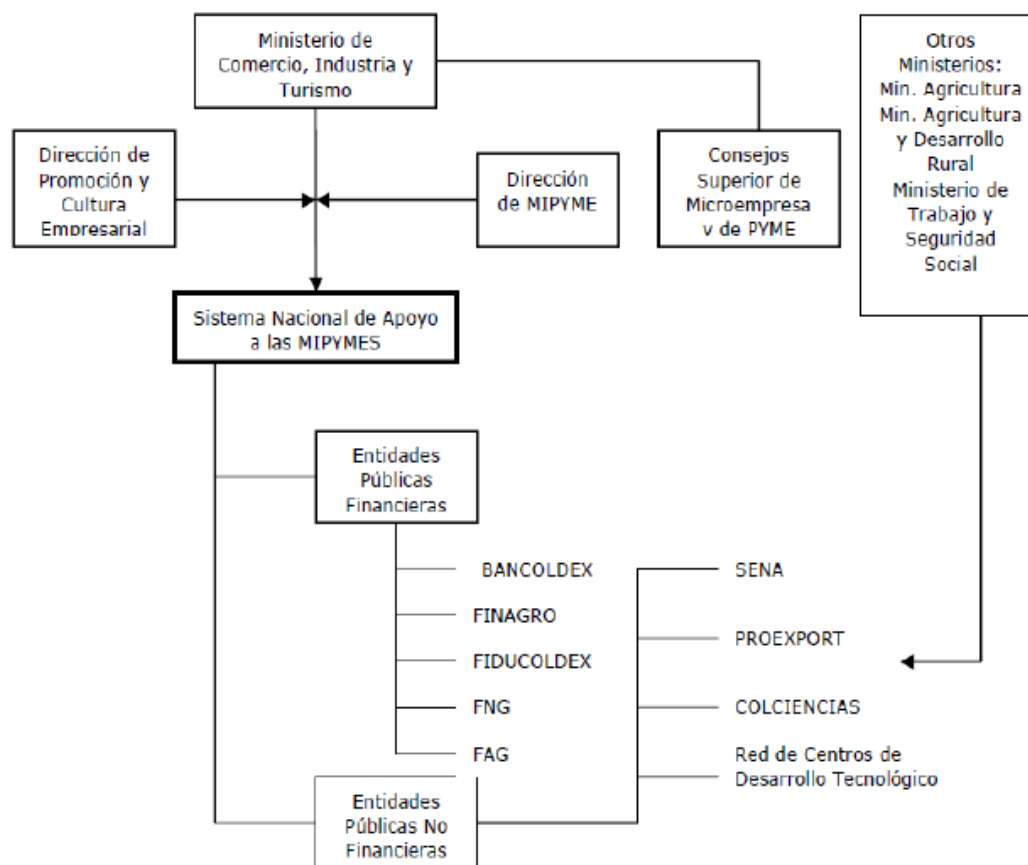 Ministerio de
Comercio, Industria y
Turismo
Otros
Ministerios:
Min. Agricultura
Min. Agricultura
y Desarrollo
Rural
Ministerio de
Trabajo y
Seguridad
Social
Dirección de
Promoción y
Cultura
Empresarial
Dirección
de MIPYME
Consejos
Superior de
Microempresa
y de PYME
Sistema Nacional de Apoyo
a las MIPYMES
Entidades
Públicas
Financieras
BANCOLDEX
FINAGRO
FIDUCOLDEX
FNG
FAG
SENA
PROEXPORT
COLCIENCIAS
Red de Centros de
Desarrollo Tecnológico
Entidades
Públicas No
Financieras